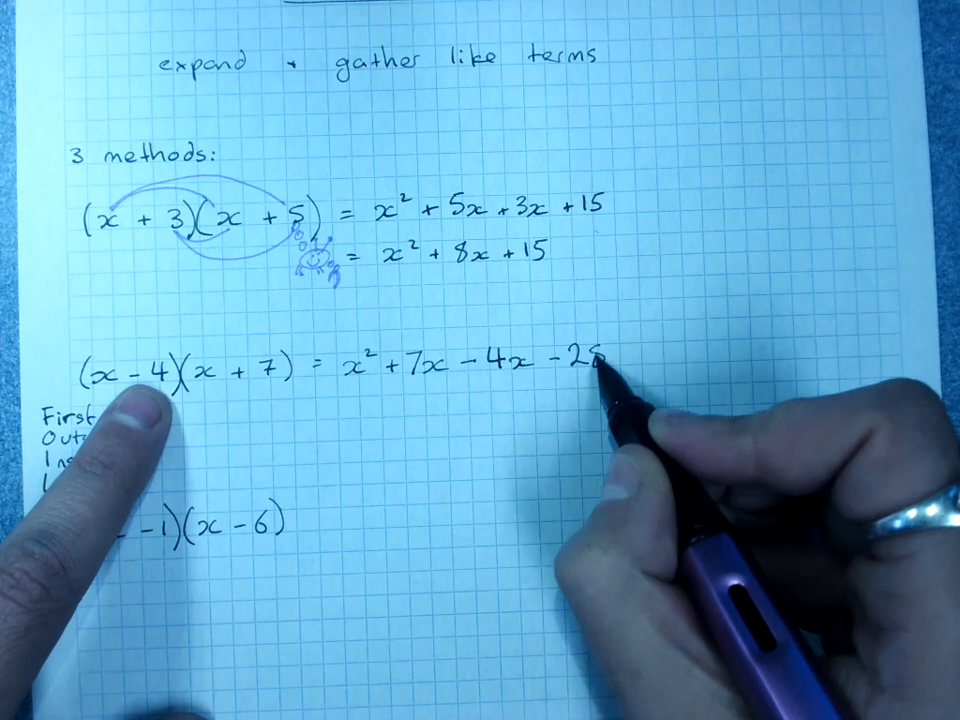 expand + gather like terms
3 methods:
(x + 3)(x + 5) = x² + 5x + 3x + 15
= x² + 8x + 15
(x - 4)(x + 7) = x² + 7x - 4x - 28
First
- 1)(x - 6)